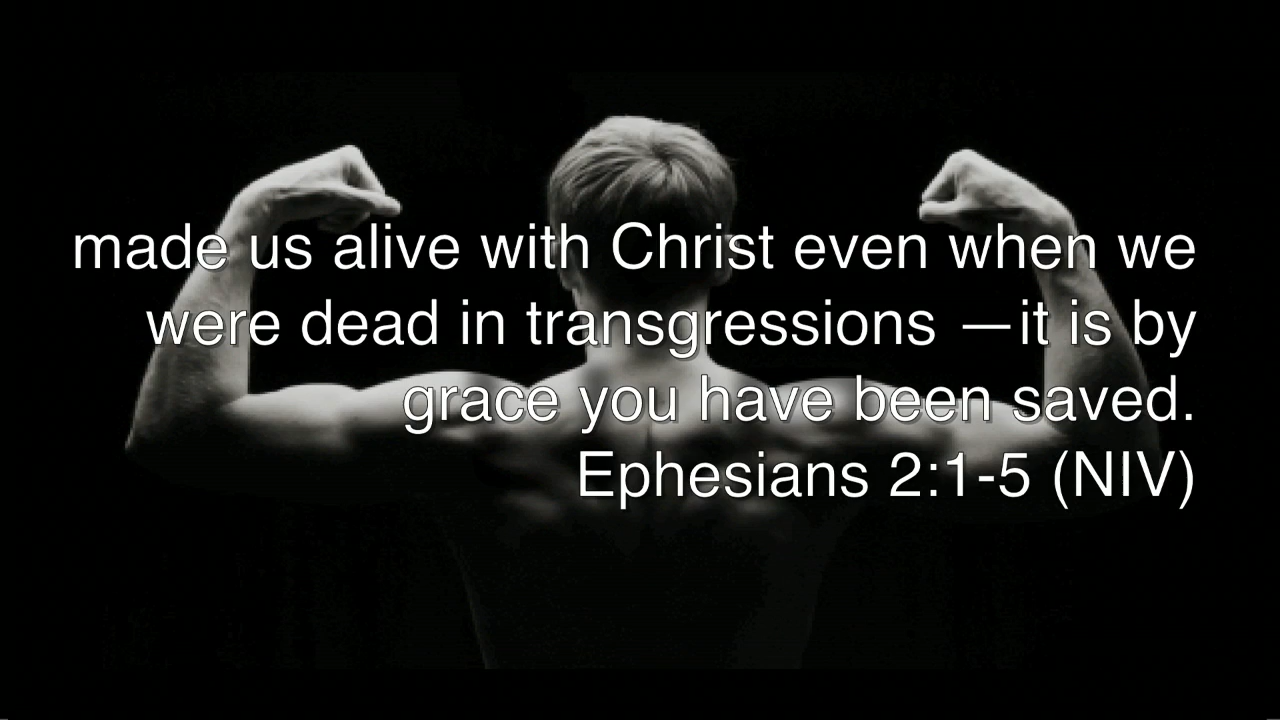 made us alive with Christ even when we
were dead in transgressions —it is by
grace you have been saved.
Ephesians 2:1-5 (NIV)